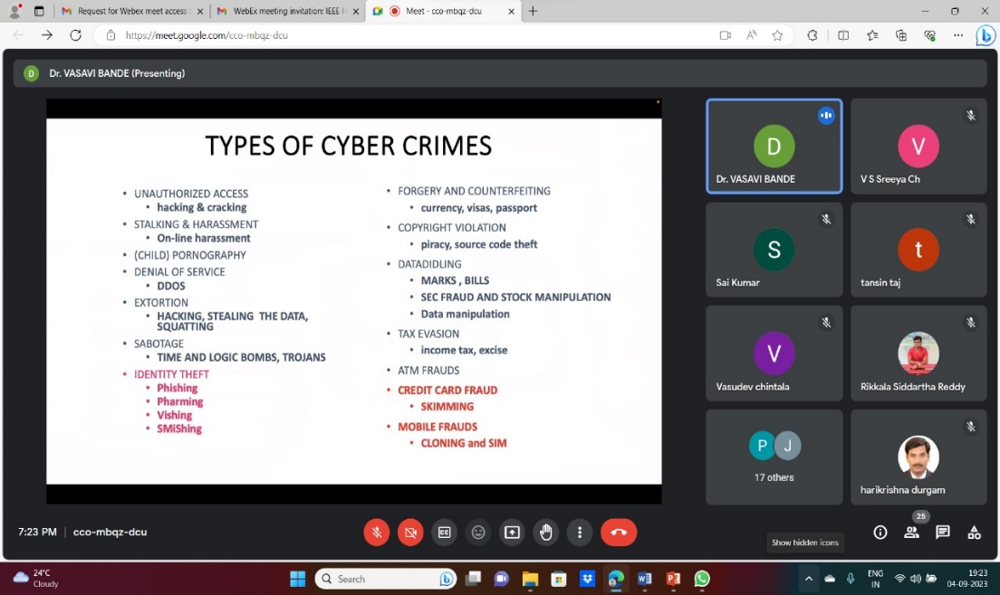 Request for Webex meet access
WebEx meeting invitation: IEEE H
Meet - cco-mbqz-dcu
https://meet.google.com/cco-mbqz-dcu
D Dr. VASAVI BANDE (Presenting)
TYPES OF CYBER CRIMES
• UNAUTHORIZED ACCESS
• hacking & cracking
• STALKING & HARASSMENT
• On-line harassment
• (CHILD) PORNOGRAPHY
• DENIAL OF SERVICE
• DDOS
• EXTORTION
• HACKING, STEALING THE DATA,
SQUATTING
• SABOTAGE
• TIME AND LOGIC BOMBS, TROJANS
• IDENTITY THEFT
• Phishing
• Pharming
• Vishing
• SMiShing
• FORGERY AND COUNTERFEITING
• currency, visas, passport
• COPYRIGHT VIOLATION
• piracy, source code theft
• DATADIDLING
• MARKS , BILLS
• SEC FRAUD AND STOCK MANIPULATION
• Data manipulation
• TAX EVASION
• income tax, excise
• ATM FRAUDS
• CREDIT CARD FRAUD
• SKIMMING
• MOBILE FRAUDS
• CLONING and SIM
D
Dr. VASAVI BANDE
V
V S Sreeya Ch
S
Sai Kumar
t
tansin taj
V
Vasudev chintala
Rikkala Siddartha Reddy
P J
17 others
harikrishna durgam
7:23 PM | cco-mbqz-dcu
CC
25
Show hidden icons
24°C
Cloudy
Search
ENG
IN
19:23
04-09-2023